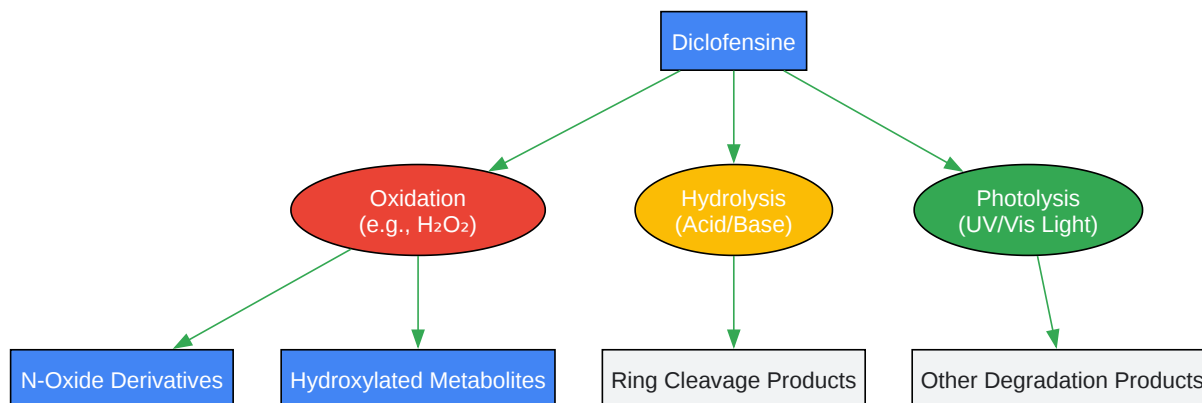 Diclofensine
Oxidation
(e.g., H₂O₂)
Hydrolysis
(Acid/Base)
Photolysis
(UV/Vis Light)
N-Oxide Derivatives
Hydroxylated Metabolites
Ring Cleavage Products
Other Degradation Products